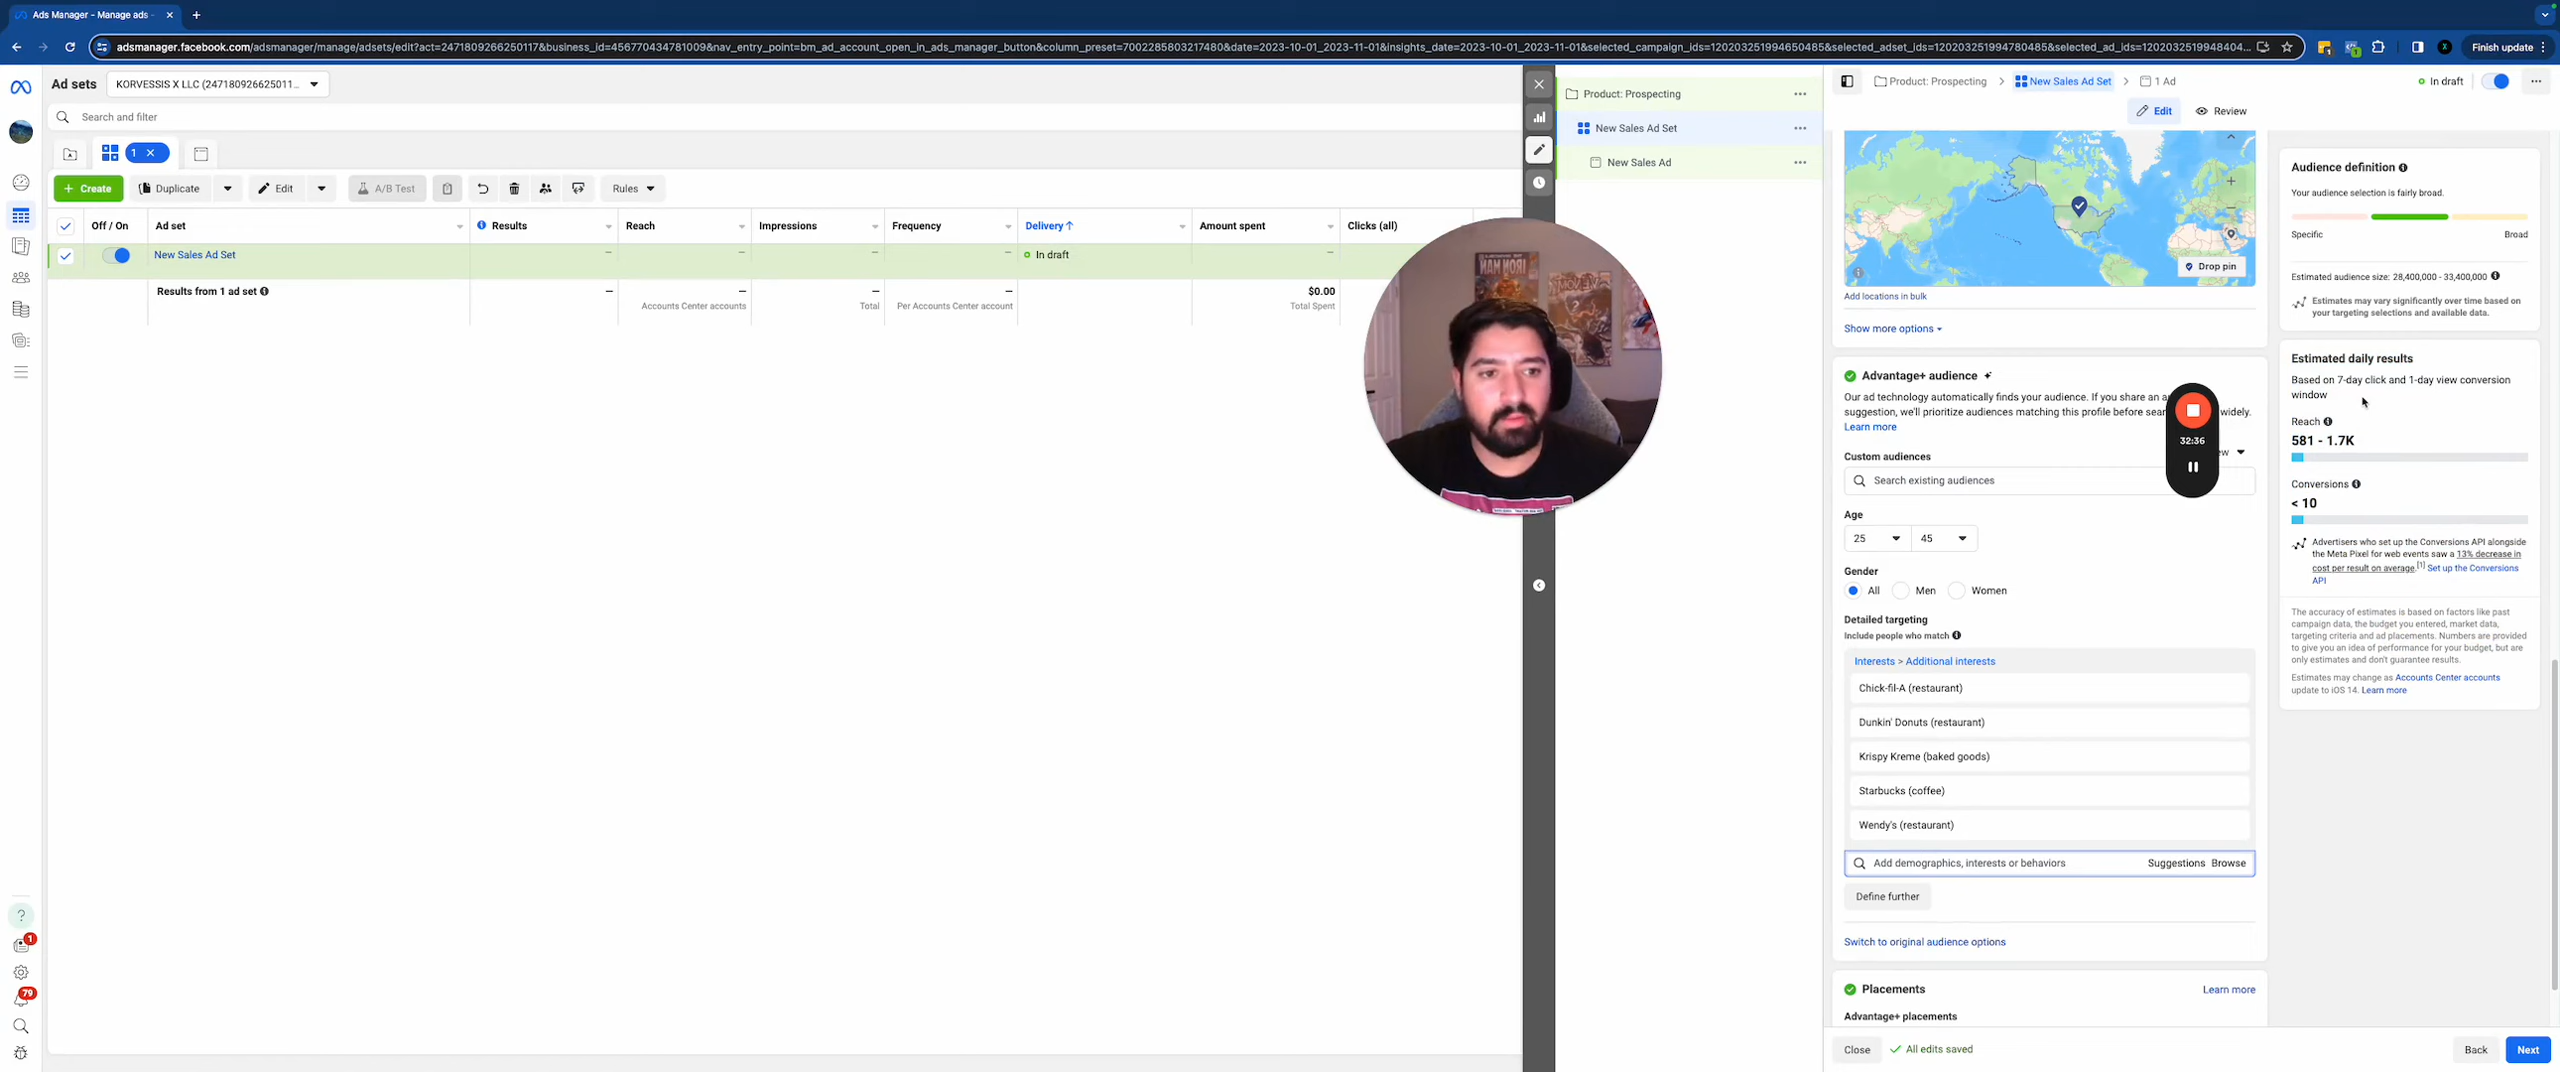 Ads Manager - Manage ads -
adsmanager.facebook.com/adsmanager/manage/adsets/edit?act=2471809266250117&business_id=456770434781009&nav_entry_point=bm_ad_account_open_in_ads_manager_button&column_preset=7002285803217480&date=2023-10-01_2023-11-01&insights_date=2023-10-01_2023-11-01&selected_campaign_ids=120203251994650485&selected_adset_ids=120203251994780485&selected_ad_ids=1202032519948404...
Finish update
Ad sets
KORVESSIS X LLC (247180926625011...
Search and filter
1
Create
Duplicate
Edit
A/B Test
Rules
Off / On
Ad set
Results
Reach
Impressions
Frequency
Delivery ↑
Amount spent
Clicks (all)
New Sales Ad Set
—
—
—
—
In draft
—
Results from 1 ad set
—
—
—
—
$0.00
Accounts Center accounts
Total
Per Accounts Center account
Total Spent
1
79
Product: Prospecting
New Sales Ad Set
New Sales Ad
Product: Prospecting
New Sales Ad Set
1 Ad
In draft
Edit
Review
Drop pin
Add locations in bulk
Show more options
Advantage+ audience
Our ad technology automatically finds your audience. If you share an
suggestion, we'll prioritize audiences matching this profile before widely.
Learn more
Custom audiences
Search existing audiences
32:36
Age
25
45
Gender
All
Men
Women
Detailed targeting
Include people who match
Interests > Additional interests
Chick-fil-A (restaurant)
Dunkin' Donuts (restaurant)
Krispy Kreme (baked goods)
Starbucks (coffee)
Wendy's (restaurant)
Add demographics, interests or behaviors
Suggestions
Browse
Define further
Switch to original audience options
Placements
Learn more
Advantage+ placements
Close
All edits saved
Back
Next
Audience definition
Your audience selection is fairly broad.
Specific
Broad
Estimated audience size: 28,400,000 - 33,400,000
Estimates may vary significantly over time based on
your targeting selections and available data.
Estimated daily results
Based on 7-day click and 1-day view conversion
window
Reach
581 - 1.7K
Conversions
< 10
Advertisers who set up the Conversions API alongside
the Meta Pixel for web events saw a 13% decrease in
cost per result on average.[1] Set up the Conversions
API
The accuracy of estimates is based on factors like past
campaign data, the budget you entered, market data,
targeting criteria and ad placements. Numbers are provided
to give you an idea of performance for your budget, but are
only estimates and don't guarantee results.
Estimates may change as Accounts Center accounts
update to iOS 14. Learn more